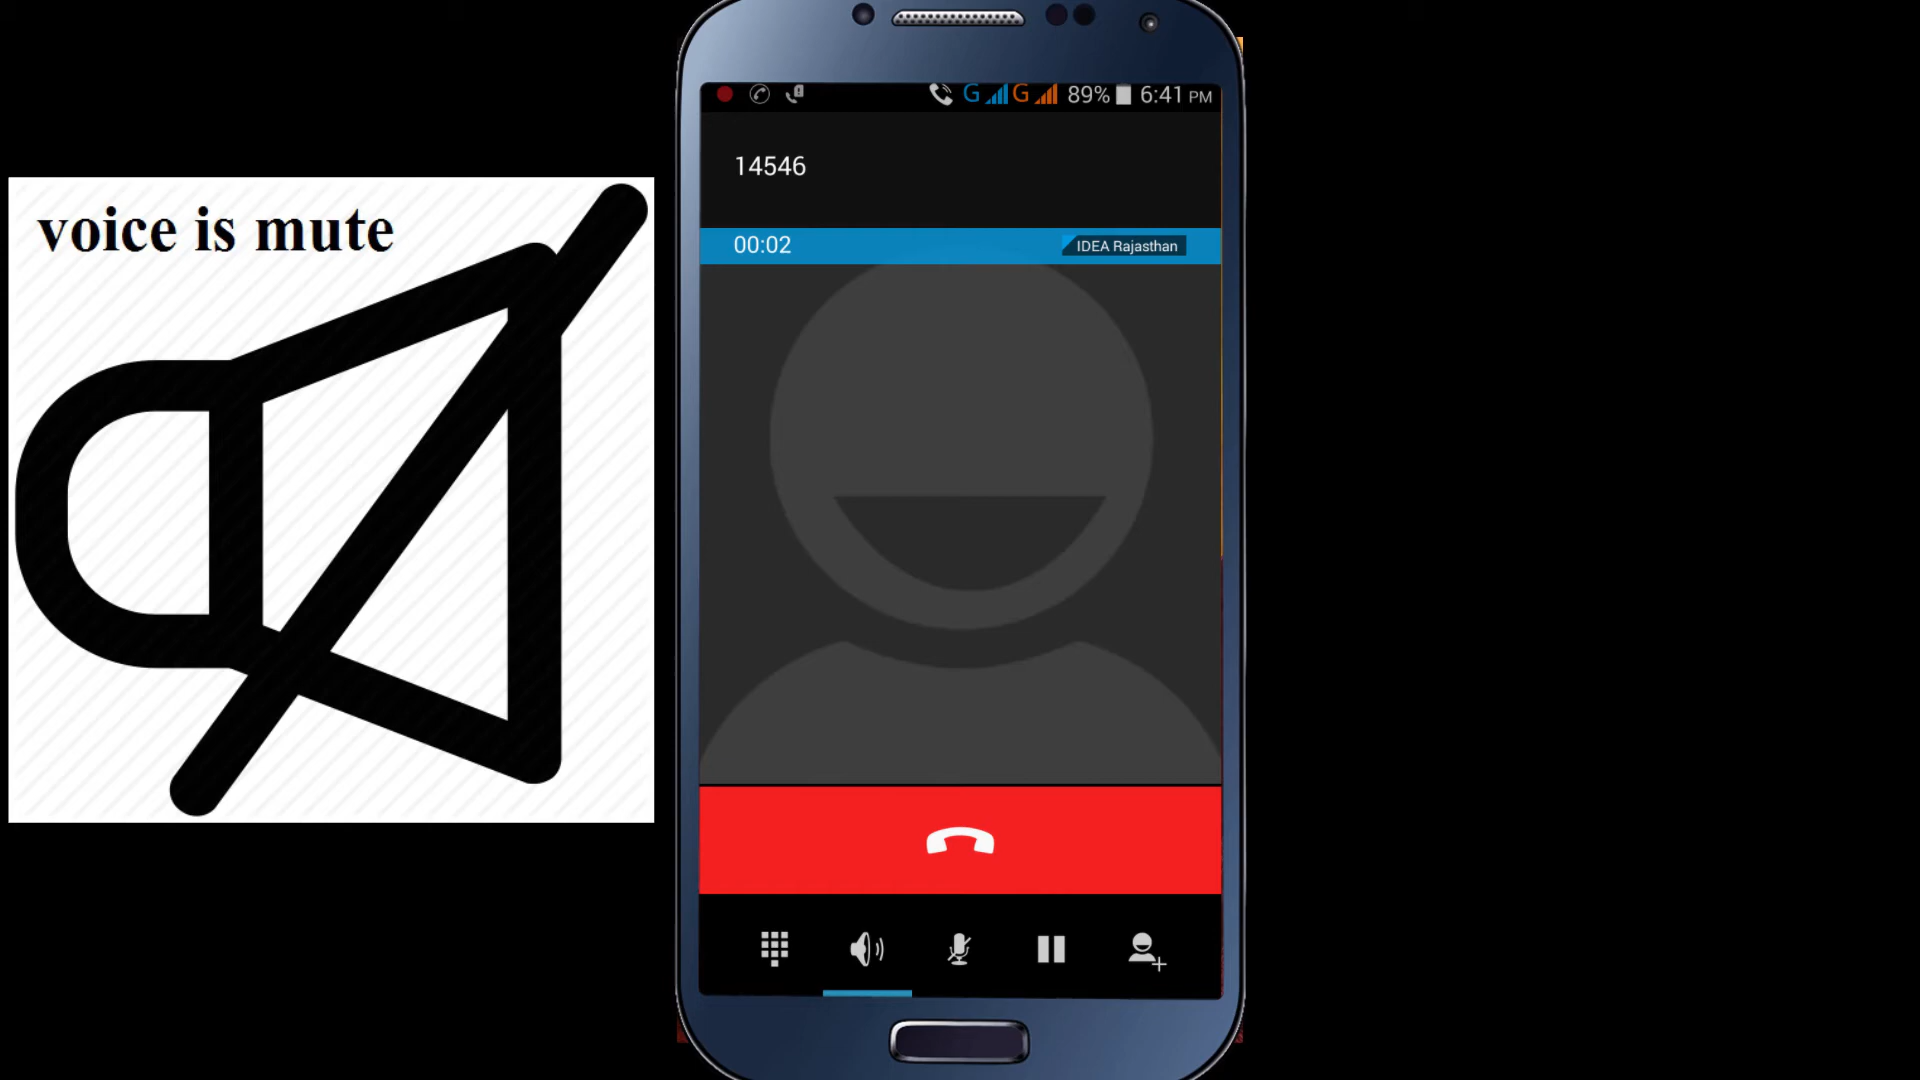 voice is mute
G G 89% 6:41 PM
14546
00:02 IDEA Rajasthan